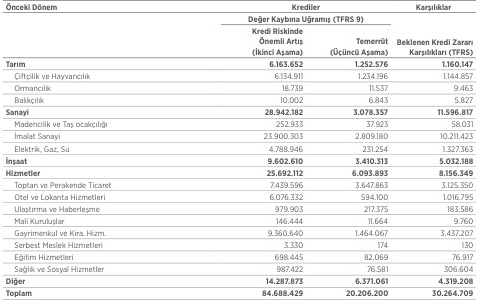 Önceki Dönem Krediler Karşılıklar
Değer Kaybına Uğramış (TFRS 9)
Kredi Riskinde
Önemli Artış Temerrüt Beklenen Kredi Zararı
(İkinci Aşama) (Üçüncü Aşama) Karşılıkları (TFRS)
Tarım 6.163.652 1.252.576 1.160.147
Çiftçilik ve Hayvancılık 6.134.911 1.234.196 1.144.857
Ormancılık 18.739 11.537 9.463
Balıkçılık 10.002 6.843 5.827
Sanayi 28.942.182 3.078.357 11.596.817
Madencilik ve Taş ocakçılığı 252.933 37.923 58.031
İmalat Sanayi 23.900.303 2.809.180 10.211.423
Elektrik, Gaz, Su 4.788.946 231.254 1.327.363
İnşaat 9.602.610 3.410.313 5.032.188
Hizmetler 25.692.112 6.093.893 8.156.349
Toptan ve Perakende Ticaret 7.439.596 3.647.863 3.125.350
Otel ve Lokanta Hizmetleri 6.076.332 594.100 1.016.795
Ulaştırma ve Haberleşme 979.903 217.375 183.586
Mali Kuruluşlar 146.444 11.664 9.760
Gayrimenkul ve Kira. Hizm. 9.360.640 1.464.067 3.437.207
Serbest Meslek Hizmetleri 3.330 174 130
Eğitim Hizmetleri 698.445 82.069 76.917
Sağlık ve Sosyal Hizmetler 987.422 76.581 306.604
Diğer 14.287.873 6.371.061 4.319.208
Toplam 84.688.429 20.206.200 30.264.709